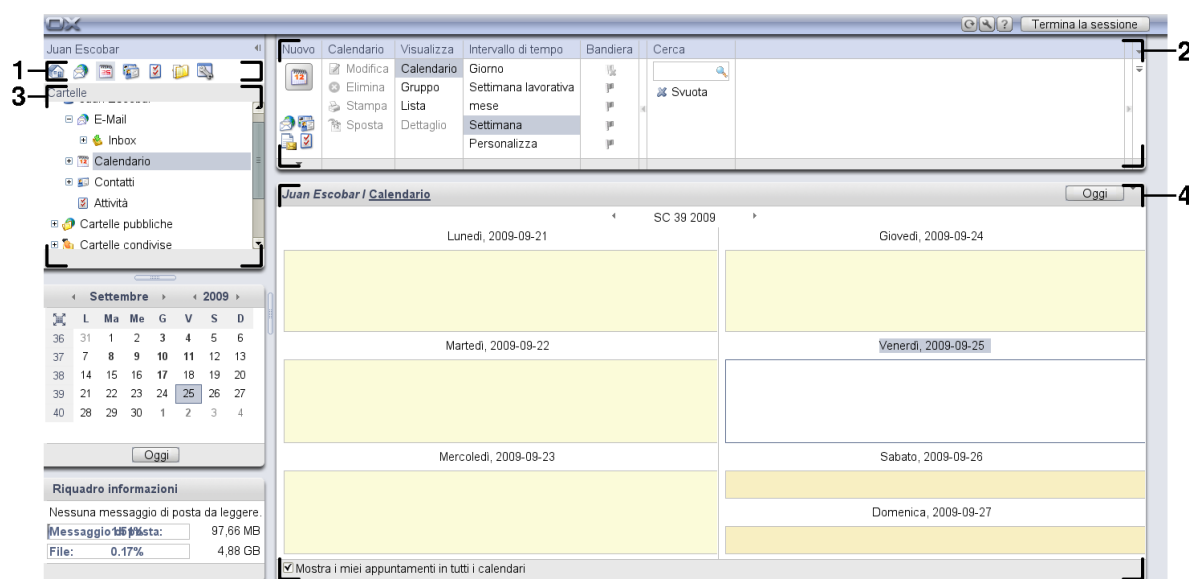 OX
Termina la sessione
Juan Escobar
Nuovo Calendario Visualizza Intervallo di tempo Bandiera Cerca
1
2
3
4
Modifica Calendario Giorno
Elimina Gruppo Settimana lavorativa Svuota
Stampa Lista mese
Sposta Dettaglio Settimana
Personalizza
Cartelle
Juan Escobar
E-Mail
Inbox
Calendario
Contatti
Attività
Cartelle pubbliche
Cartelle condivise
Juan Escobar / Calendario Oggi
SC 39 2009
Lunedì, 2009-09-21 Giovedì, 2009-09-24
Martedì, 2009-09-22 Venerdì, 2009-09-25
Mercoledì, 2009-09-23 Sabato, 2009-09-26
Domenica, 2009-09-27
Settembre 2009
L Ma Me G V S D
36 31 1 2 3 4 5 6
37 7 8 9 10 11 12 13
38 14 15 16 17 18 19 20
39 21 22 23 24 25 26 27
40 28 29 30 1 2 3 4
Oggi
Riquadro informazioni
Nessuna messaggio di posta da leggere.
Messaggio di posta: 1.51% 97,66 MB
File: 0.17% 4,88 GB
Mostra i miei appuntamenti in tutti i calendari